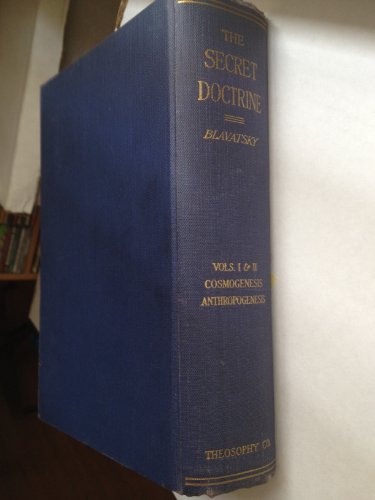 THE
SECRET
DOCTRINE
BLAVATSKY
VOLS. I & II
COSMOGENESIS
ANTHROPOGENESIS
THEOSOPHY CO.